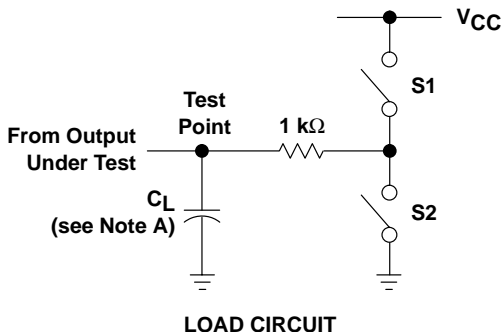 VCC
S1
Test
Point
1 kΩ
From Output
Under Test
CL
(see Note A)
S2
LOAD CIRCUIT